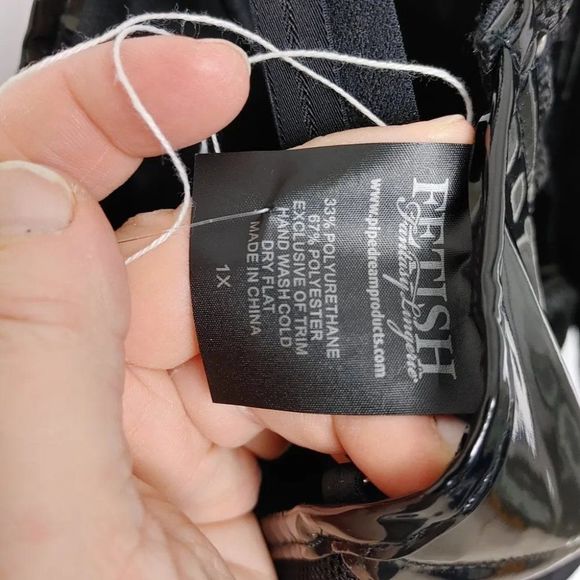 FETISH
Fantasy Lingerie
www.pipedreamproducts.com
33% POLYURETHANE
67% POLYESTER
EXCLUSIVE OF TRIM
HAND WASH COLD
DRY FLAT
MADE IN CHINA
1X